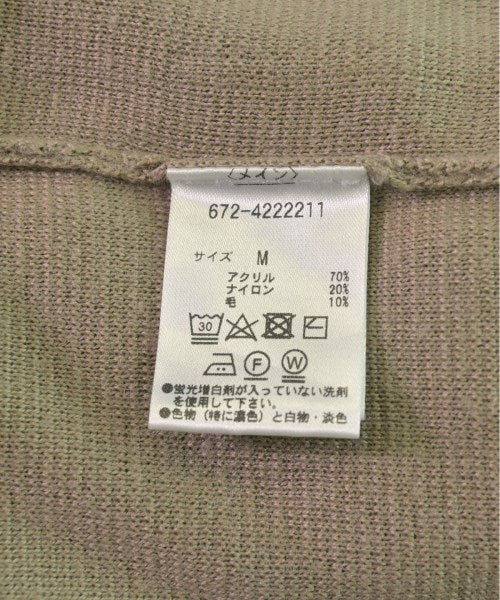 〈メイン〉
672-4222211
サイズ M
アクリル 70%
ナイロン 20%
毛 10%
30
F W
●蛍光増白剤が入っていない洗剤
を使用して下さい。
●色物(特に濃色)と白物・淡色